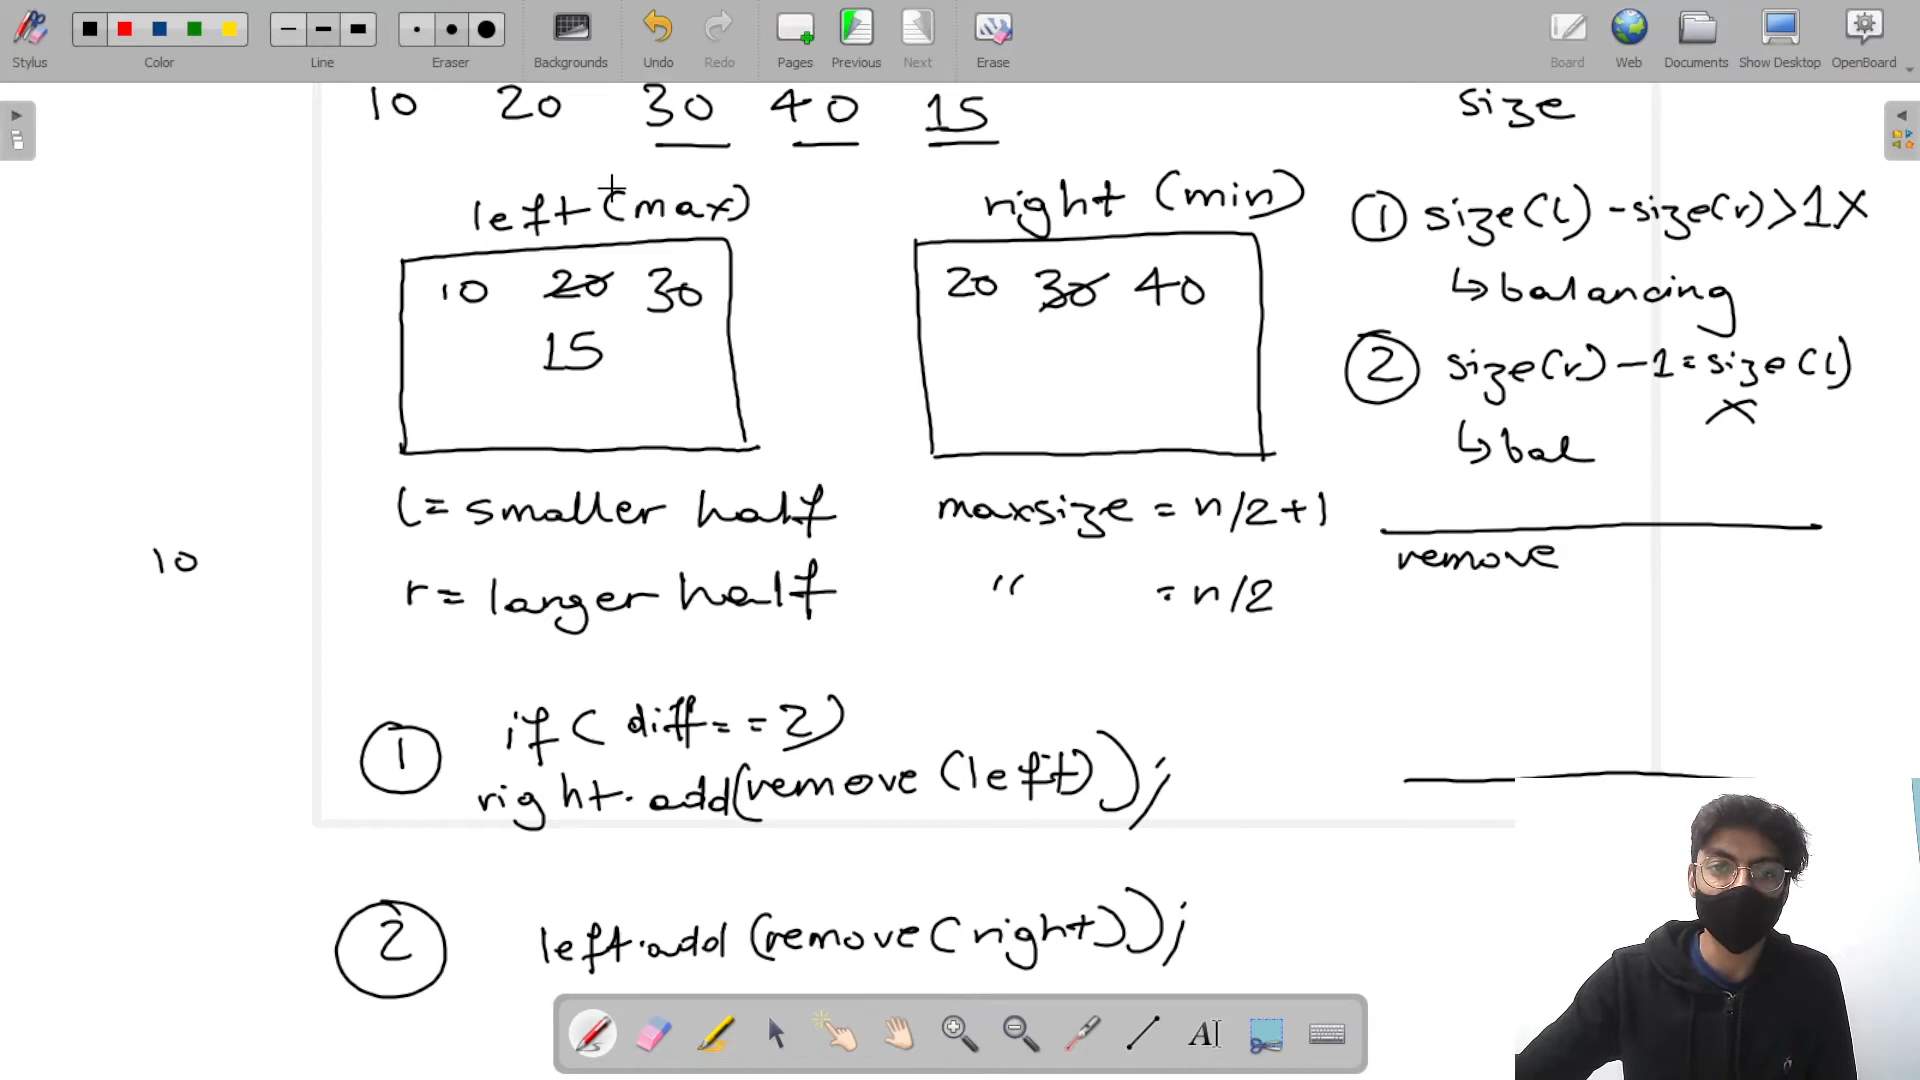 Stylus Color Line Eraser Backgrounds Undo Redo Pages Previous Next Erase Board Web Documents Show Desktop OpenBoard
10 20 30 40 15
size
left (max)
right (min)
10 20 30
15
20 30 40
① size(l) - size(r) > 1 X
↳ balancing
② size(r) - 1 = size(l)
X
↳ bal
l = smaller half maxsize = n/2+1
r = larger half " = n/2
10
remove
① if ( diff == 2)
right.add(remove (left));
② left.add (remove (right));